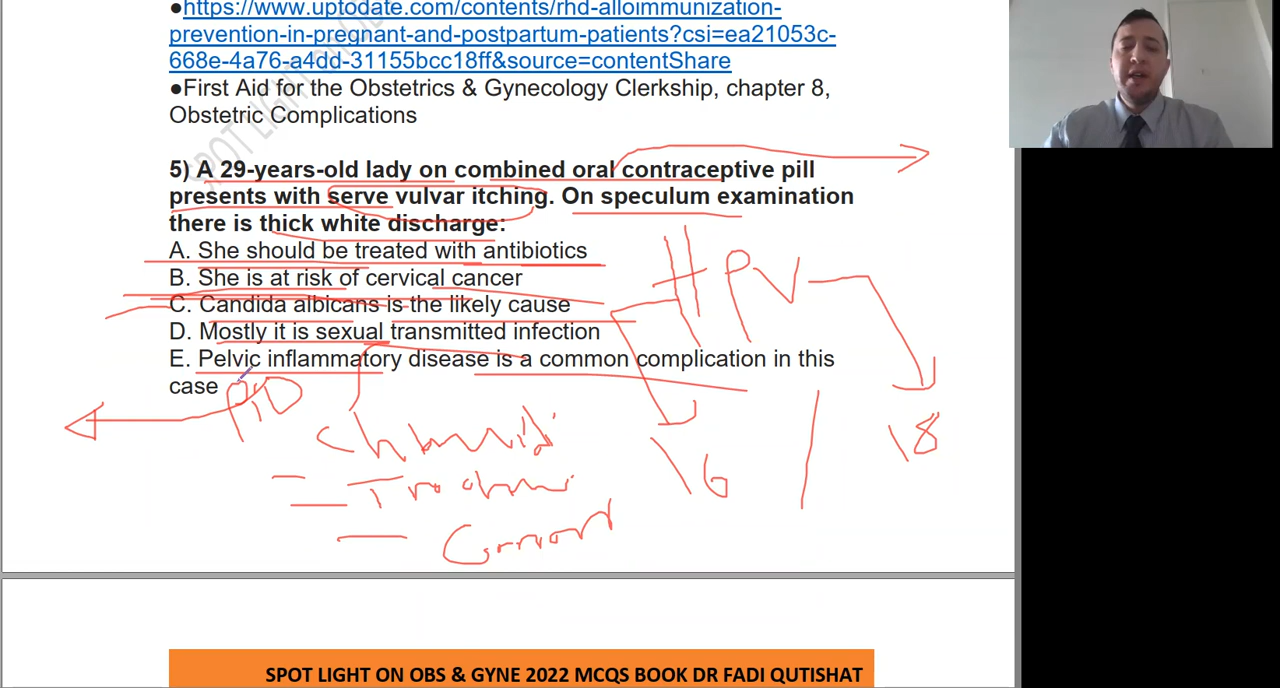 ●https://www.uptodate.com/contents/rhd-alloimmunization-
prevention-in-pregnant-and-postpartum-patients?csi=ea21053c-
668e-4a76-a4dd-31155bcc18ff&source=contentShare
●First Aid for the Obstetrics & Gynecology Clerkship, chapter 8,
Obstetric Complications
5) A 29-years-old lady on combined oral contraceptive pill
presents with serve vulvar itching. On speculum examination
there is thick white discharge:
A. She should be treated with antibiotics
B. She is at risk of cervical cancer
C. Candida albicans is the likely cause
D. Mostly it is sexual transmitted infection
E. Pelvic inflammatory disease is a common complication in this
case
HPV
PID
16
18
SPOT LIGHT ON OBS & GYNE 2022 MCQS BOOK DR FADI QUTISHAT